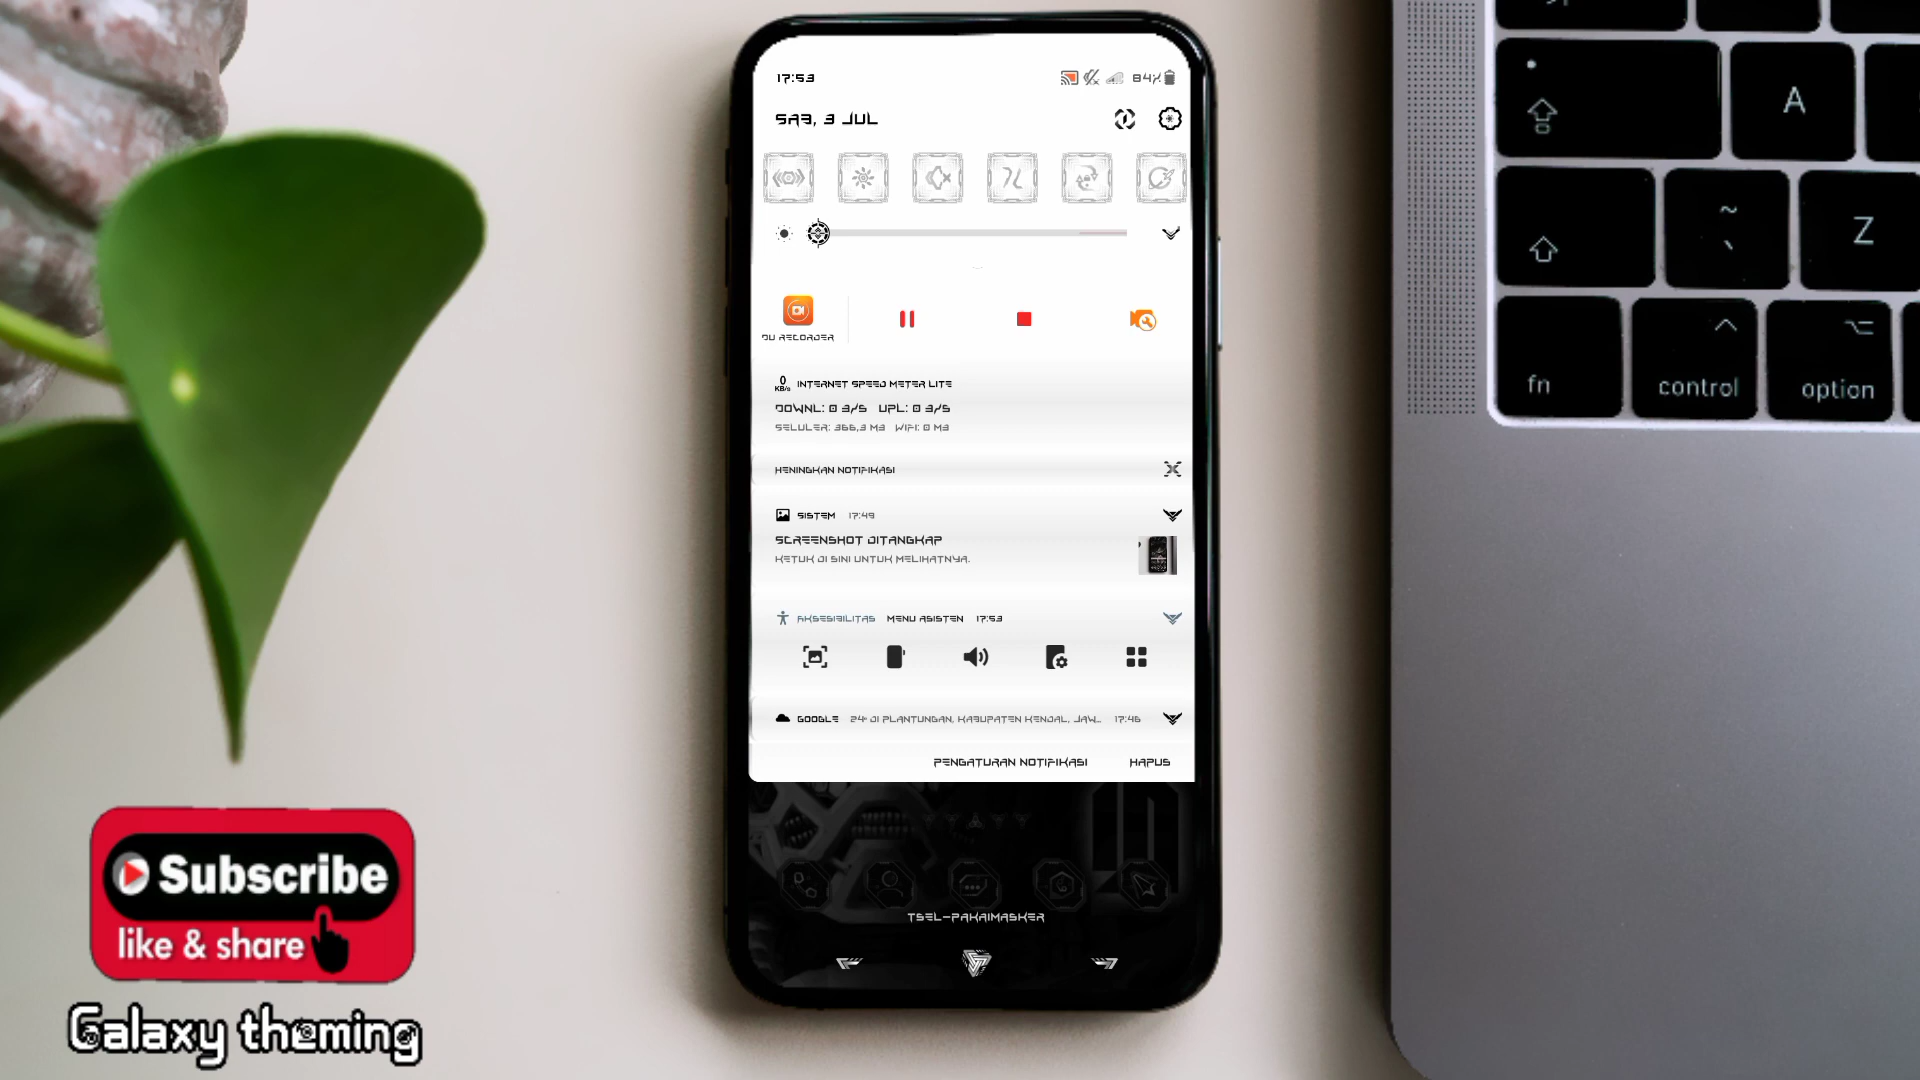 17:53
84%
SAB, 3 JUL
DU RECORDER
0
KB/s
INTERNET SPEED METER LITE
DOWNL: 0 B/S UPL: 0 B/S
SELULER: 366,3 MB WIFI: 0 MB
HENINGKAN NOTIFIKASI
SISTEM 17:49
SCREENSHOT DITANGKAP
KETUK DI SINI UNTUK MELIHATNYA.
AKSESIBILITAS MENU ASISTEN 17:53
GOOGLE 24° DI PLANTUNGAN, KABUPATEN KENDAL, JAW... 17:46
PENGATURAN NOTIFIKASI HAPUS
TSEL-PAKAIMASKER
A
~
`
Z
fn
control
option
Subscribe
like & share
Galaxy theming